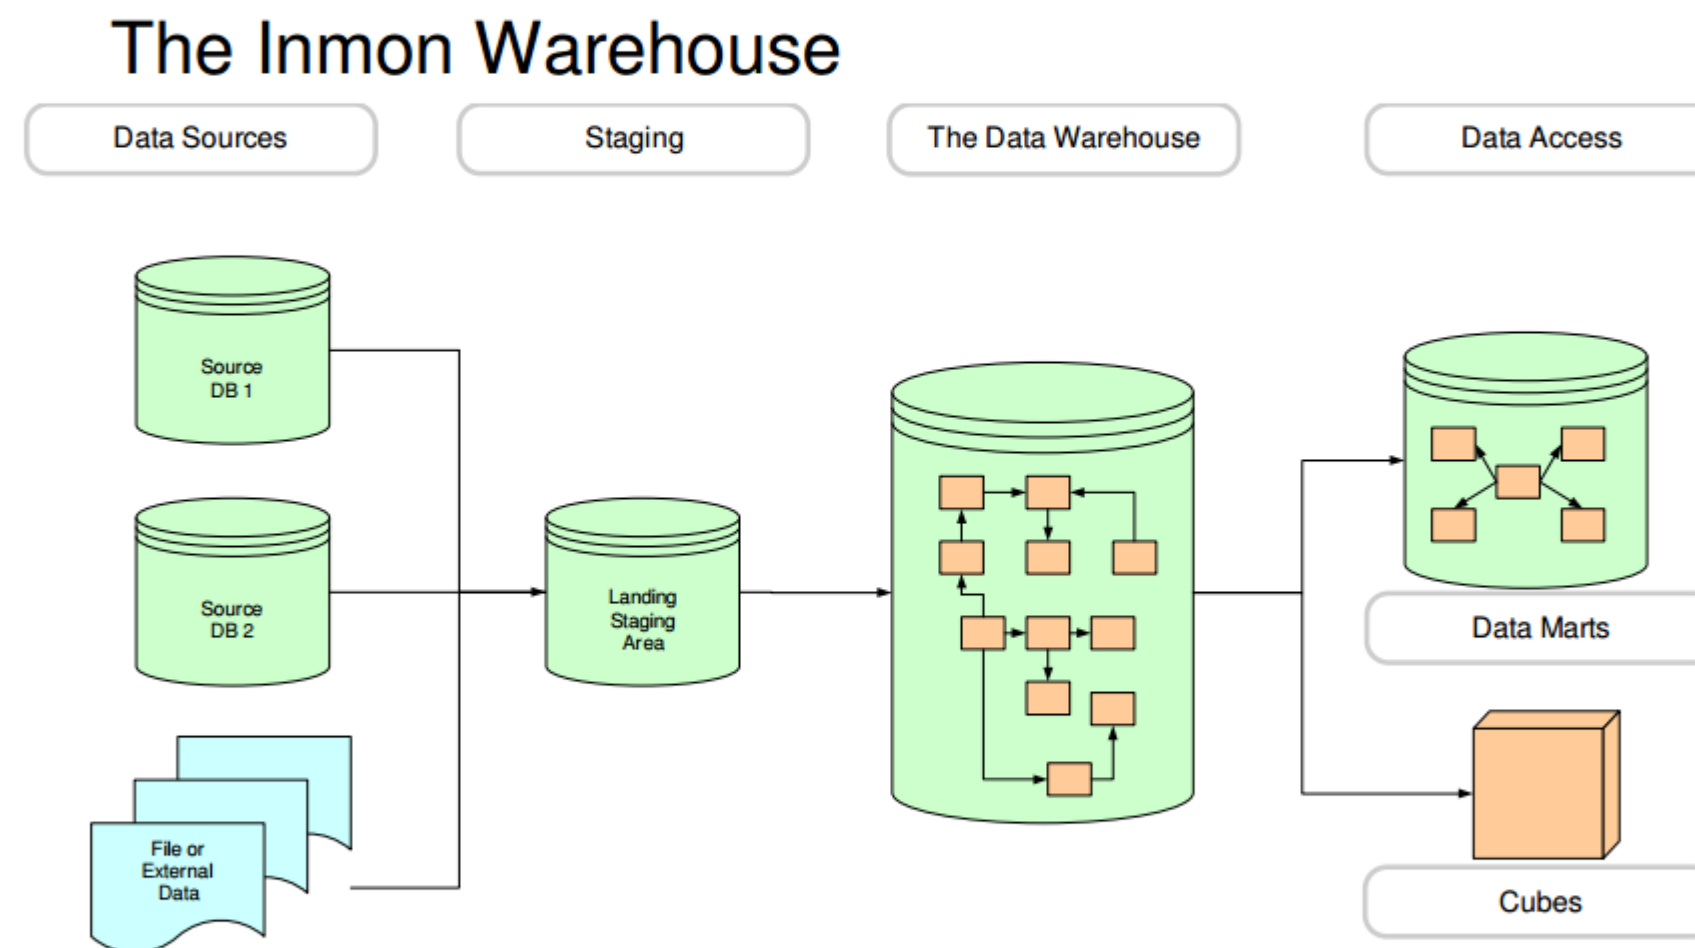 The Inmon Warehouse
Data Sources
Staging
The Data Warehouse
Data Access
Source
DB 1
Source
DB 2
File or
External
Data
Landing
Staging
Area
Data Marts
Cubes